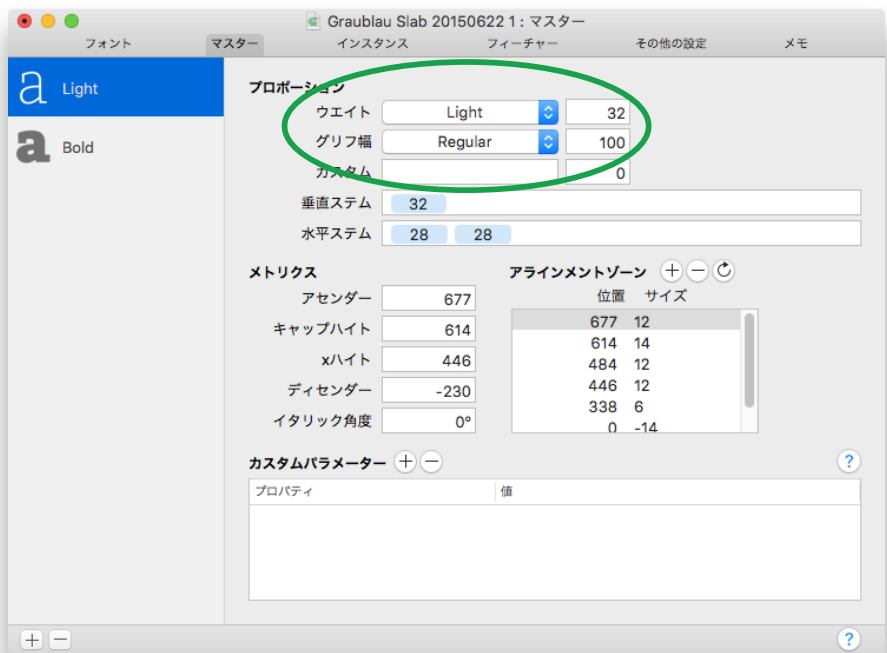 Graublau Slab 20150622 1 : マスター
フォント マスター インスタンス フィーチャー その他の設定 メモ
a Light
a Bold
プロポーション
ウエイト Light 32
グリフ幅 Regular 100
カスタム 0
垂直ステム 32
水平ステム 28 28
メトリクス
アセンダー 677
キャップハイト 614
xハイト 446
ディセンダー -230
イタリック角度 0°
アラインメントゾーン
位置 サイズ
677 12
614 14
484 12
446 12
338 6
0 -14
カスタムパラメーター
プロパティ 値